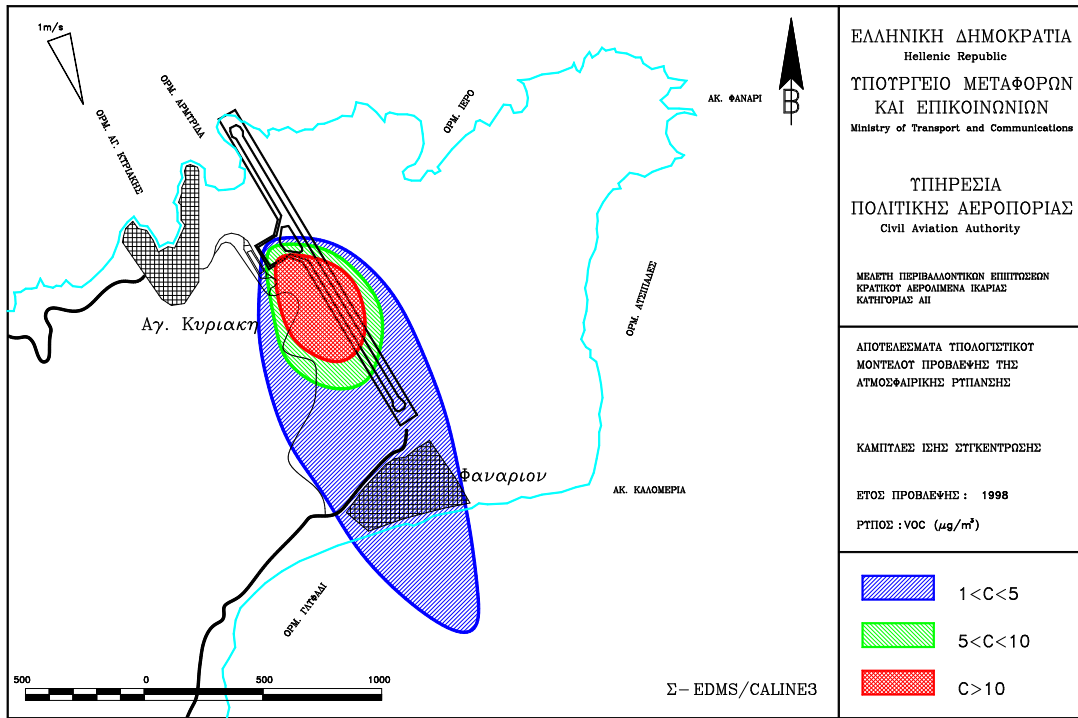 1m/s
ΟΡΜ. ΑΡΜΥΡΙΔΑ
ΟΡΜ. ΑΓ. ΚΥΡΙΑΚΗΣ
ΟΡΜ. ΙΕΡΟ
ΑΚ. ΦΑΝΑΡΙ
Β
ΟΡΜ. ΑΤΣΙΠΑΔΕΣ
Αγ. Κυριακη
Φαναριον
ΑΚ. ΚΑΛΟΜΕΡΙΑ
ΟΡΜ. ΓΛΥΦΑΔΙ
500 0 500 1000
Σ- EDMS/CALINE3
ΕΛΛΗΝΙΚΗ ΔΗΜΟΚΡΑΤΙΑ
Hellenic Republic
ΥΠΟΥΡΓΕΙΟ ΜΕΤΑΦΟΡΩΝ
ΚΑΙ ΕΠΙΚΟΙΝΩΝΙΩΝ
Ministry of Transport and Communications
ΥΠΗΡΕΣΙΑ
ΠΟΛΙΤΙΚΗΣ ΑΕΡΟΠΟΡΙΑΣ
Civil Aviation Authority
ΜΕΛΕΤΗ ΠΕΡΙΒΑΛΛΟΝΤΙΚΩΝ ΕΠΙΠΤΩΣΕΩΝ
ΚΡΑΤΙΚΟΥ ΑΕΡΟΛΙΜΕΝΑ ΙΚΑΡΙΑΣ
ΚΑΤΗΓΟΡΙΑΣ ΑΙΙ
ΑΠΟΤΕΛΕΣΜΑΤΑ ΥΠΟΛΟΓΙΣΤΙΚΟΥ
ΜΟΝΤΕΛΟΥ ΠΡΟΒΛΕΨΗΣ ΤΗΣ
ΑΤΜΟΣΦΑΙΡΙΚΗΣ ΡΥΠΑΝΣΗΣ
ΚΑΜΠΥΛΕΣ ΙΣΗΣ ΣΥΓΚΕΝΤΡΩΣΗΣ
ΕΤΟΣ ΠΡΟΒΛΕΨΗΣ : 1998
ΡΥΠΟΣ : VOC (μg/m³)
1<C<5
5<C<10
C>10